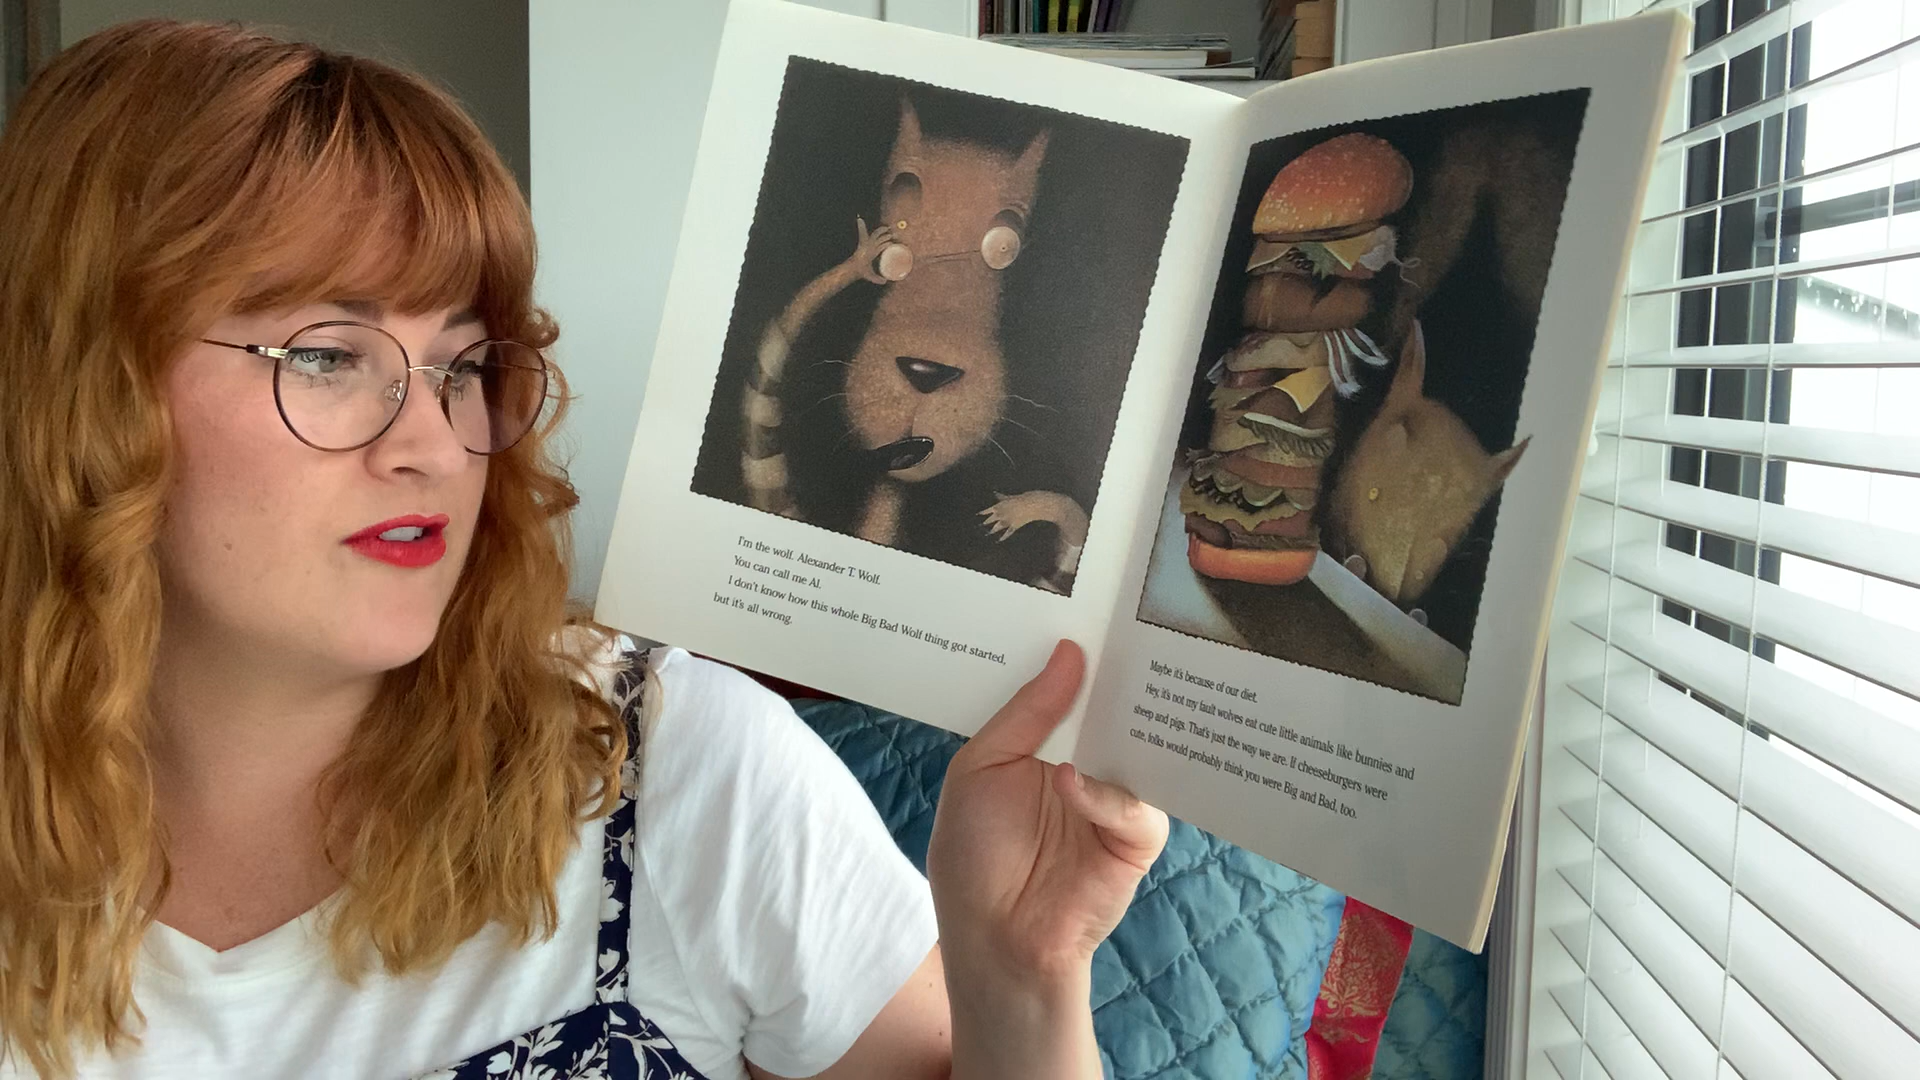 I'm the wolf. Alexander T. Wolf.
You can call me Al.
I don't know how this whole Big Bad Wolf thing got started,
but it's all wrong.
Maybe it's because of our diet.
Hey, it's not my fault wolves eat cute little animals like bunnies and
sheep and pigs. That's just the way we are. If cheeseburgers were
cute, folks would probably think you were Big and Bad, too.